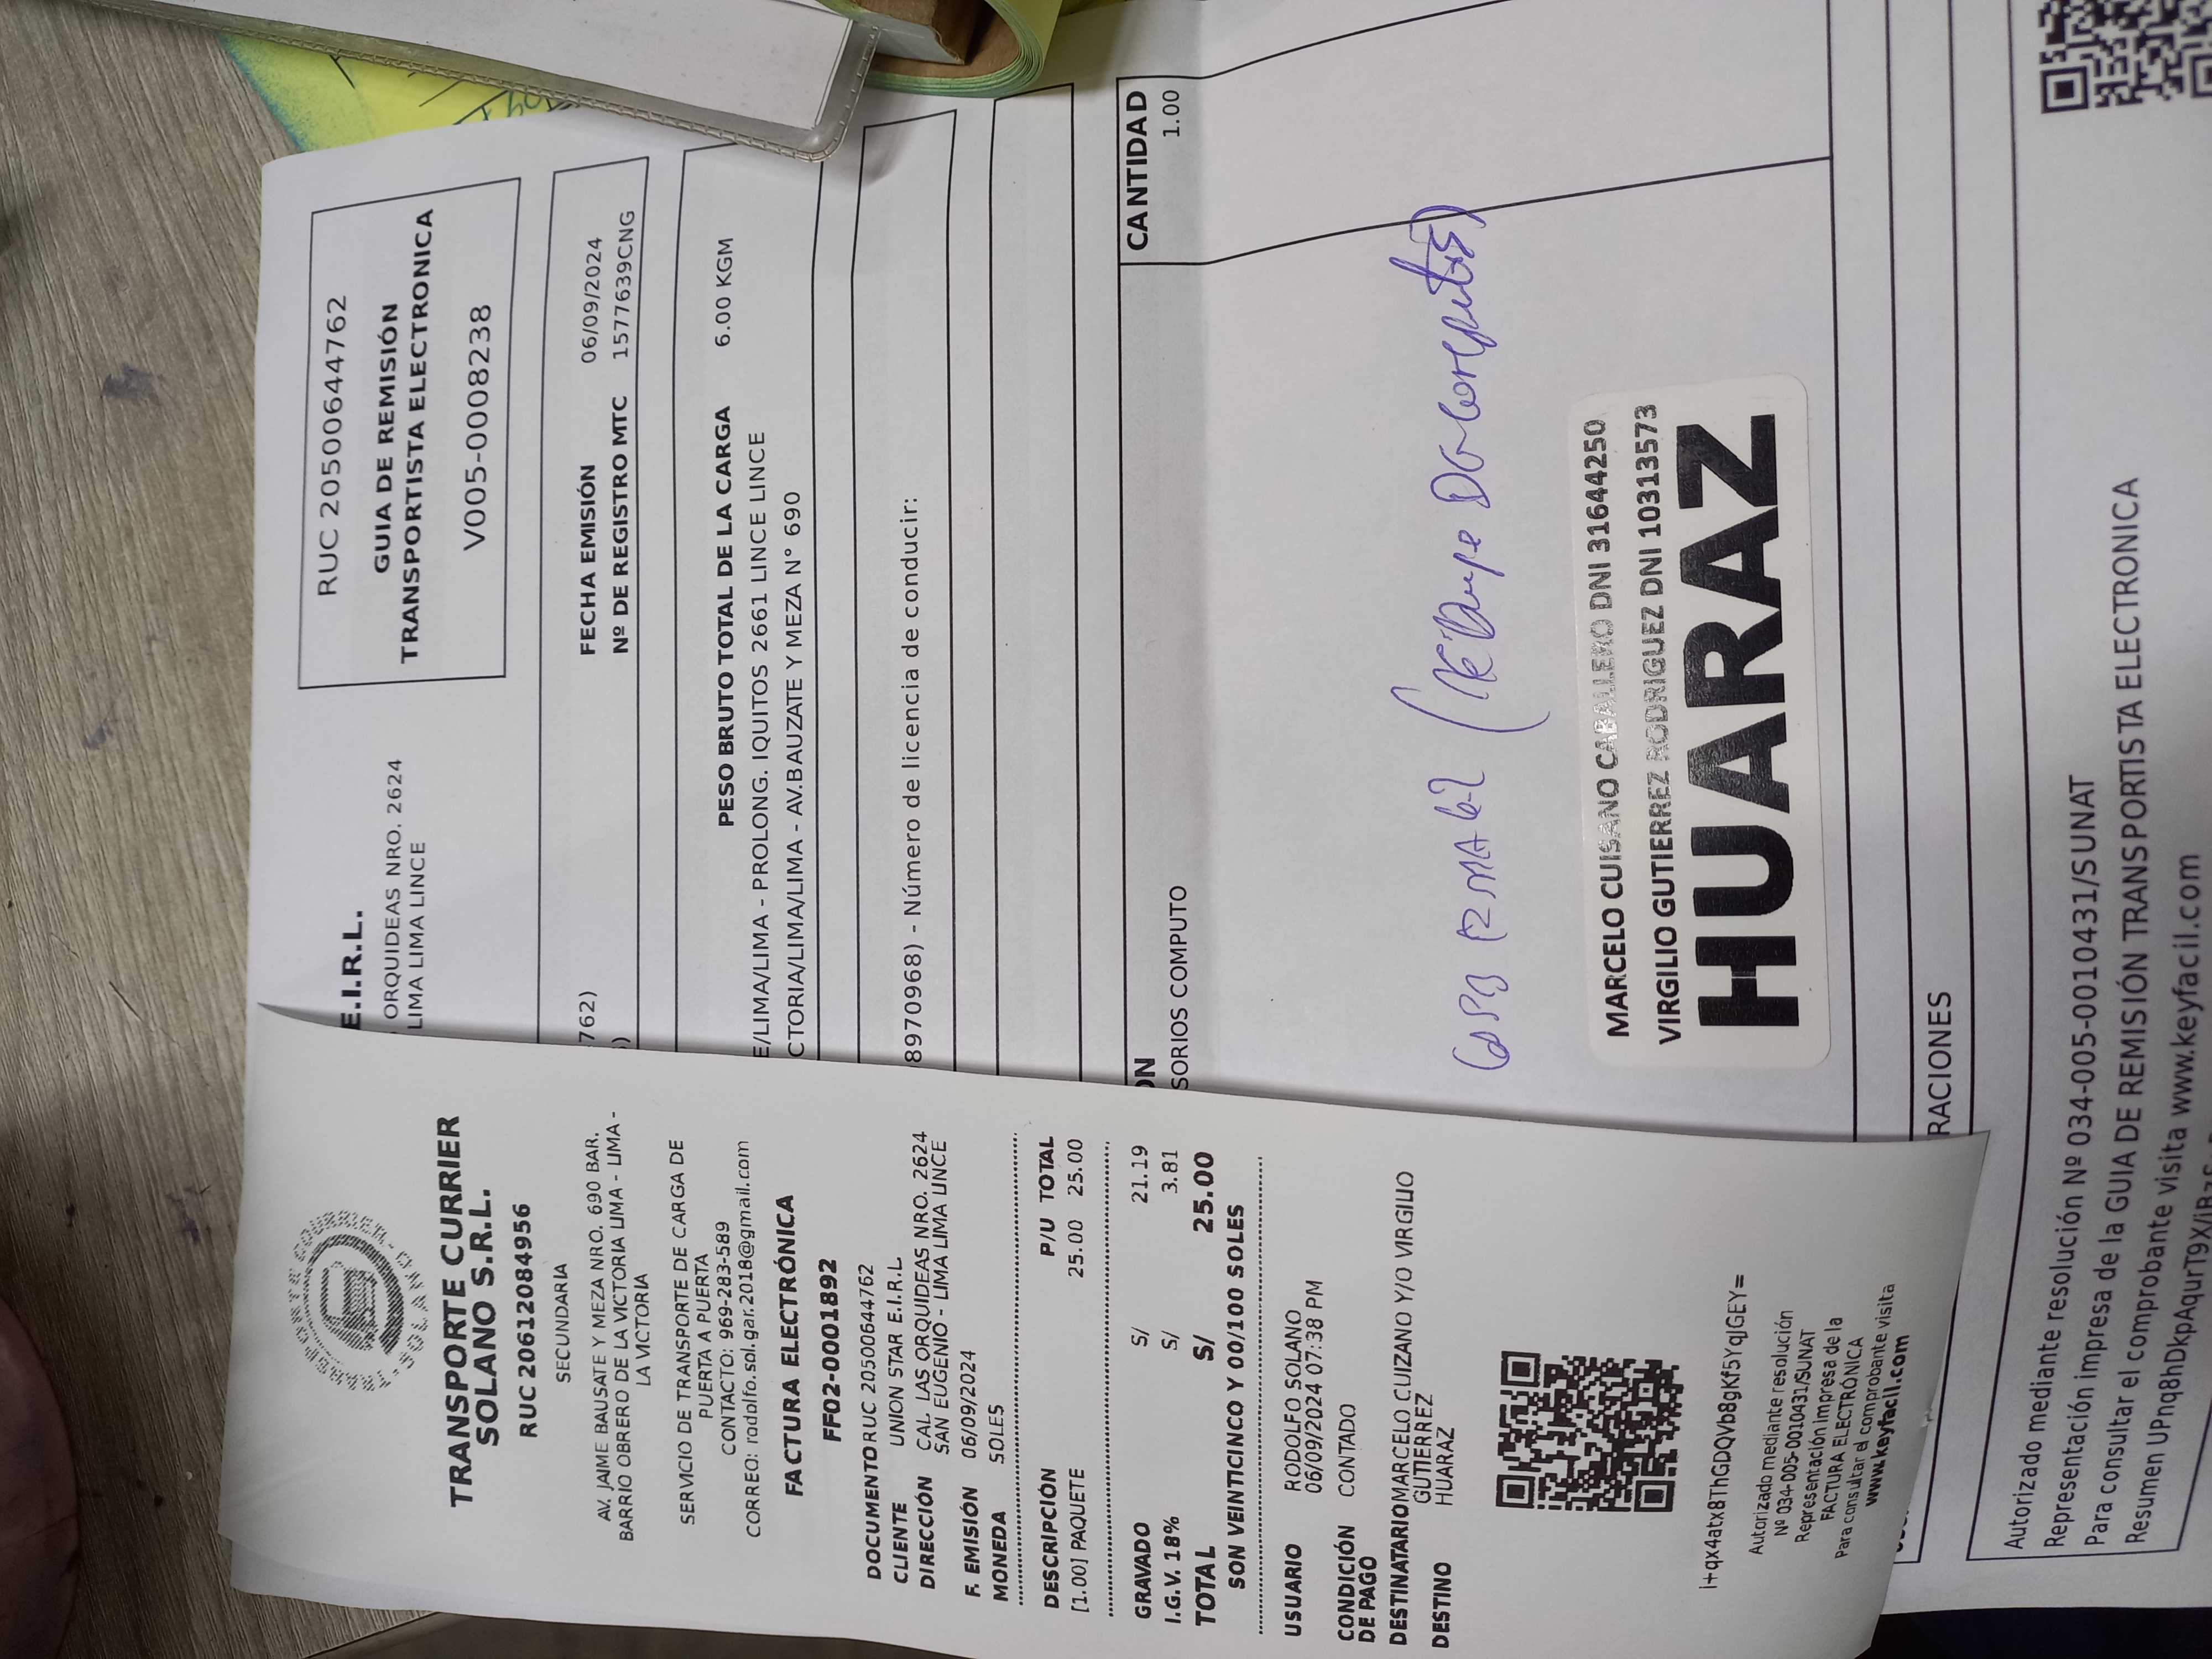 TRANSPORTE CURRIER
SOLANO S.R.L.
RUC 20612084956
SECUNDARIA
AV. JAIME BAUSATE Y MEZA NRO. 690 BAR.
BARRIO OBRERO DE LA VICTORIA LIMA - LIMA -
LA VICTORIA
SERVICIO DE TRANSPORTE DE CARGA DE
PUERTA A PUERTA
CONTACTO: 969-283-589
CORREO: rodolfo.sol.gar.2018@gmail.com
FACTURA ELECTRÓNICA
FF02-0001892
DOCUMENTO RUC 20500644762
CLIENTE UNION STAR E.I.R.L
DIRECCIÓN CAL. LAS ORQUIDEAS NRO. 2624
SAN EUGENIO - LIMA LIMA LINCE
F. EMISIÓN 06/09/2024
MONEDA SOLES
DESCRIPCIÓN P/U TOTAL
[1.00] PAQUETE 25.00 25.00
GRAVADO S/ 21.19
I.G.V. 18% S/ 3.81
TOTAL S/ 25.00
SON VEINTICINCO Y 00/100 SOLES
USUARIO RODOLFO SOLANO
06/09/2024 07:38 PM
CONDICIÓN CONTADO
DE PAGO
DESTINATARIO MARCELO CUIZANO Y/O VIRGILIO
GUTIERREZ
DESTINO HUARAZ
i+qx4atx8ThGDQVb8gKf5YqJGEY=
Autorizado mediante resolución
Nº 034-005-0010431/SUNAT
Representación impresa de la
FACTURA ELECTRÓNICA
Para consultar el comprobante visita
www.keyfacil.com
E.I.R.L.
ORQUIDEAS NRO. 2624
LIMA LIMA LINCE
RUC 20500644762
GUIA DE REMISIÓN
TRANSPORTISTA ELECTRONICA
V005-0008238
762)
FECHA EMISIÓN 06/09/2024
Nº DE REGISTRO MTC 1577639CNG
PESO BRUTO TOTAL DE LA CARGA 6.00 KGM
E/LIMA/LIMA - PROLONG. IQUITOS 2661 LINCE LINCE
CTORIA/LIMA/LIMA - AV.BAUZATE Y MEZA N° 690
8970968) - Número de licencia de conducir:
ON CANTIDAD
SORIOS COMPUTO 1.00
MARCELO CUISANO CABALLERO DNI 31644250
VIRGILIO GUTIERREZ RODRIGUEZ DNI 10313573
HUARAZ
RACIONES
Autorizado mediante resolución Nº 034-005-0010431/SUNAT
Representación impresa de la GUIA DE REMISIÓN TRANSPORTISTA ELECTRONICA
Para consultar el comprobante visita www.keyfacil.com
Resumen